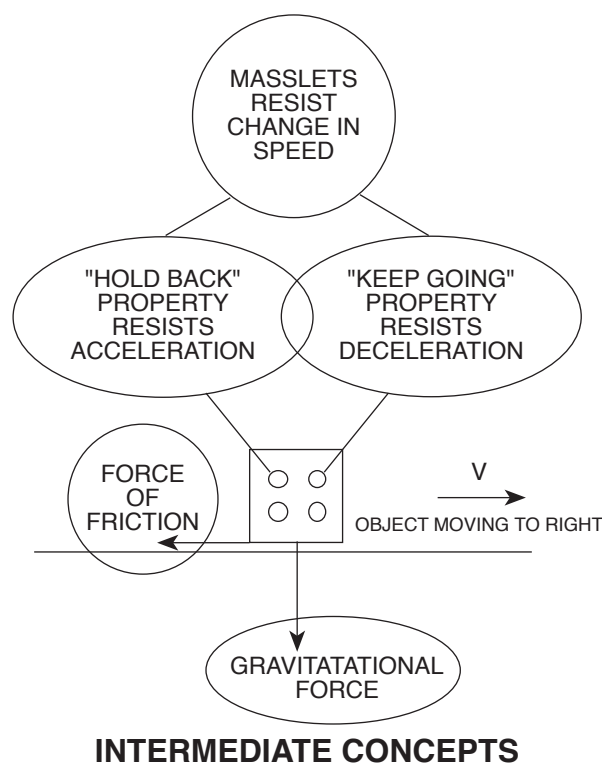 MASSLETS
RESIST
CHANGE IN
SPEED
"HOLD BACK"
PROPERTY
RESISTS
ACCELERATION
"KEEP GOING"
PROPERTY
RESISTS
DECELERATION
FORCE
OF
FRICTION
V
OBJECT MOVING TO RIGHT
GRAVITATATIONAL
FORCE
INTERMEDIATE CONCEPTS